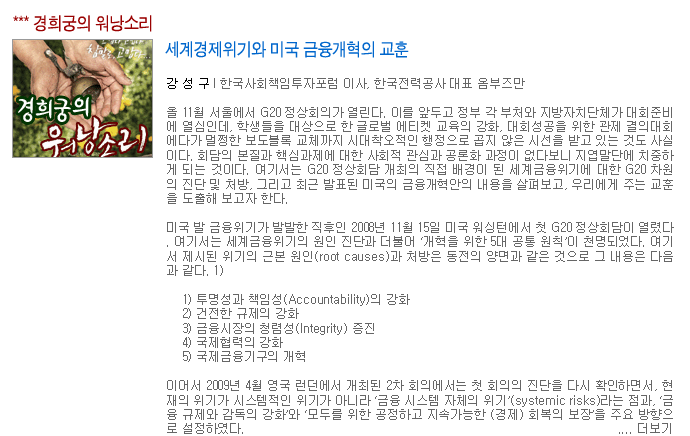 *** 경희궁의 워낭소리
경희궁의
워낭소리
세계경제위기와 미국 금융개혁의 교훈
강 성 구 l 한국사회책임투자포럼 이사, 한국전력공사 대표 옴부즈만
올 11월 서울에서 G20 정상회의가 열린다. 이를 앞두고 정부 각 부처와 지방자치단체가 대회준비
에 열심인데, 학생들을 대상으로 한 글로벌 에티켓 교육의 강화, 대회성공을 위한 관제 결의대회
에다가 멀쩡한 보도블록 교체까지 시대착오적인 행정으로 곱지 않은 시선을 받고 있는 것도 사실
이다. 회담의 본질과 핵심과제에 대한 사회적 관심과 공론화 과정이 없다보니 지엽말단에 치중하
게 되는 것이다. 여기서는 G20 정상회담 개최의 직접 배경이 된 세계금융위기에 대한 G20 차원
의 진단 및 처방, 그리고 최근 발표된 미국의 금융개혁안의 내용을 살펴보고, 우리에게 주는 교훈
을 도출해 보고자 한다.
미국 발 금융위기가 발발한 직후인 2008년 11월 15일 미국 워싱턴에서 첫 G20 정상회담이 열렸다
. 여기서는 세계금융위기의 원인 진단과 더불어 ‘개혁을 위한 5대 공통 원칙’이 천명되었다. 여기
서 제시된 위기의 근본 원인(root causes)과 처방은 동전의 양면과 같은 것으로 그 내용은 다음
과 같다. 1)
1) 투명성과 책임성(Accountability)의 강화
2) 건전한 규제의 강화
3) 금융시장의 청렴성(Integrity) 증진
4) 국제협력의 강화
5) 국제금융기구의 개혁
이어서 2009년 4월 영국 런던에서 개최된 2차 회의에서는 첫 회의의 진단을 다시 확인하면서, 현
재의 위기가 시스템적인 위기가 아니라 ‘금융 시스템 자체의 위기’(systemic risks)라는 점과, ‘금
융 규제와 감독의 강화’와 ‘모두를 위한 공정하고 지속가능한 (경제) 회복의 보장’을 주요 방향으
로 설정하였다. .... 더보기